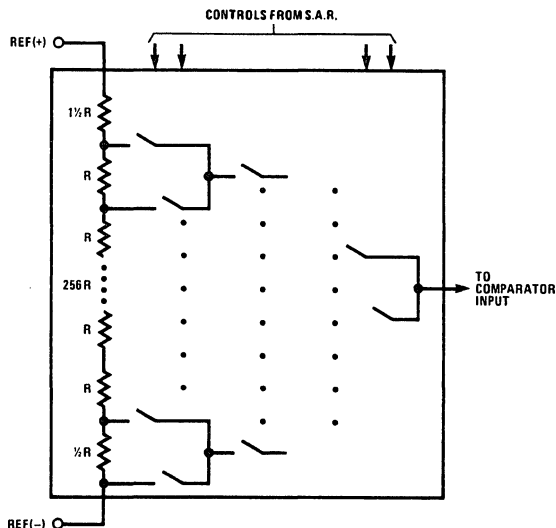 CONTROLS FROM S.A.R.
REF(+)
1½R
R
R
256R
R
R
½R
TO
COMPARATOR
INPUT
REF(−)